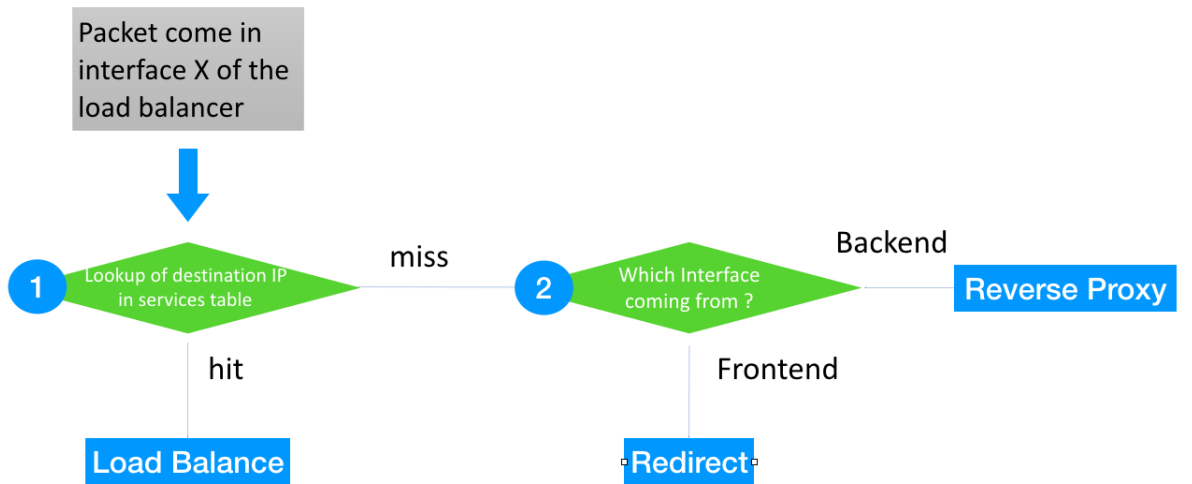 Packet come in
interface X of the
load balancer
1
Lookup of destination IP
in services table
miss
2
Which Interface
coming from ?
Backend
Reverse Proxy
hit
Frontend
Load Balance
Redirect